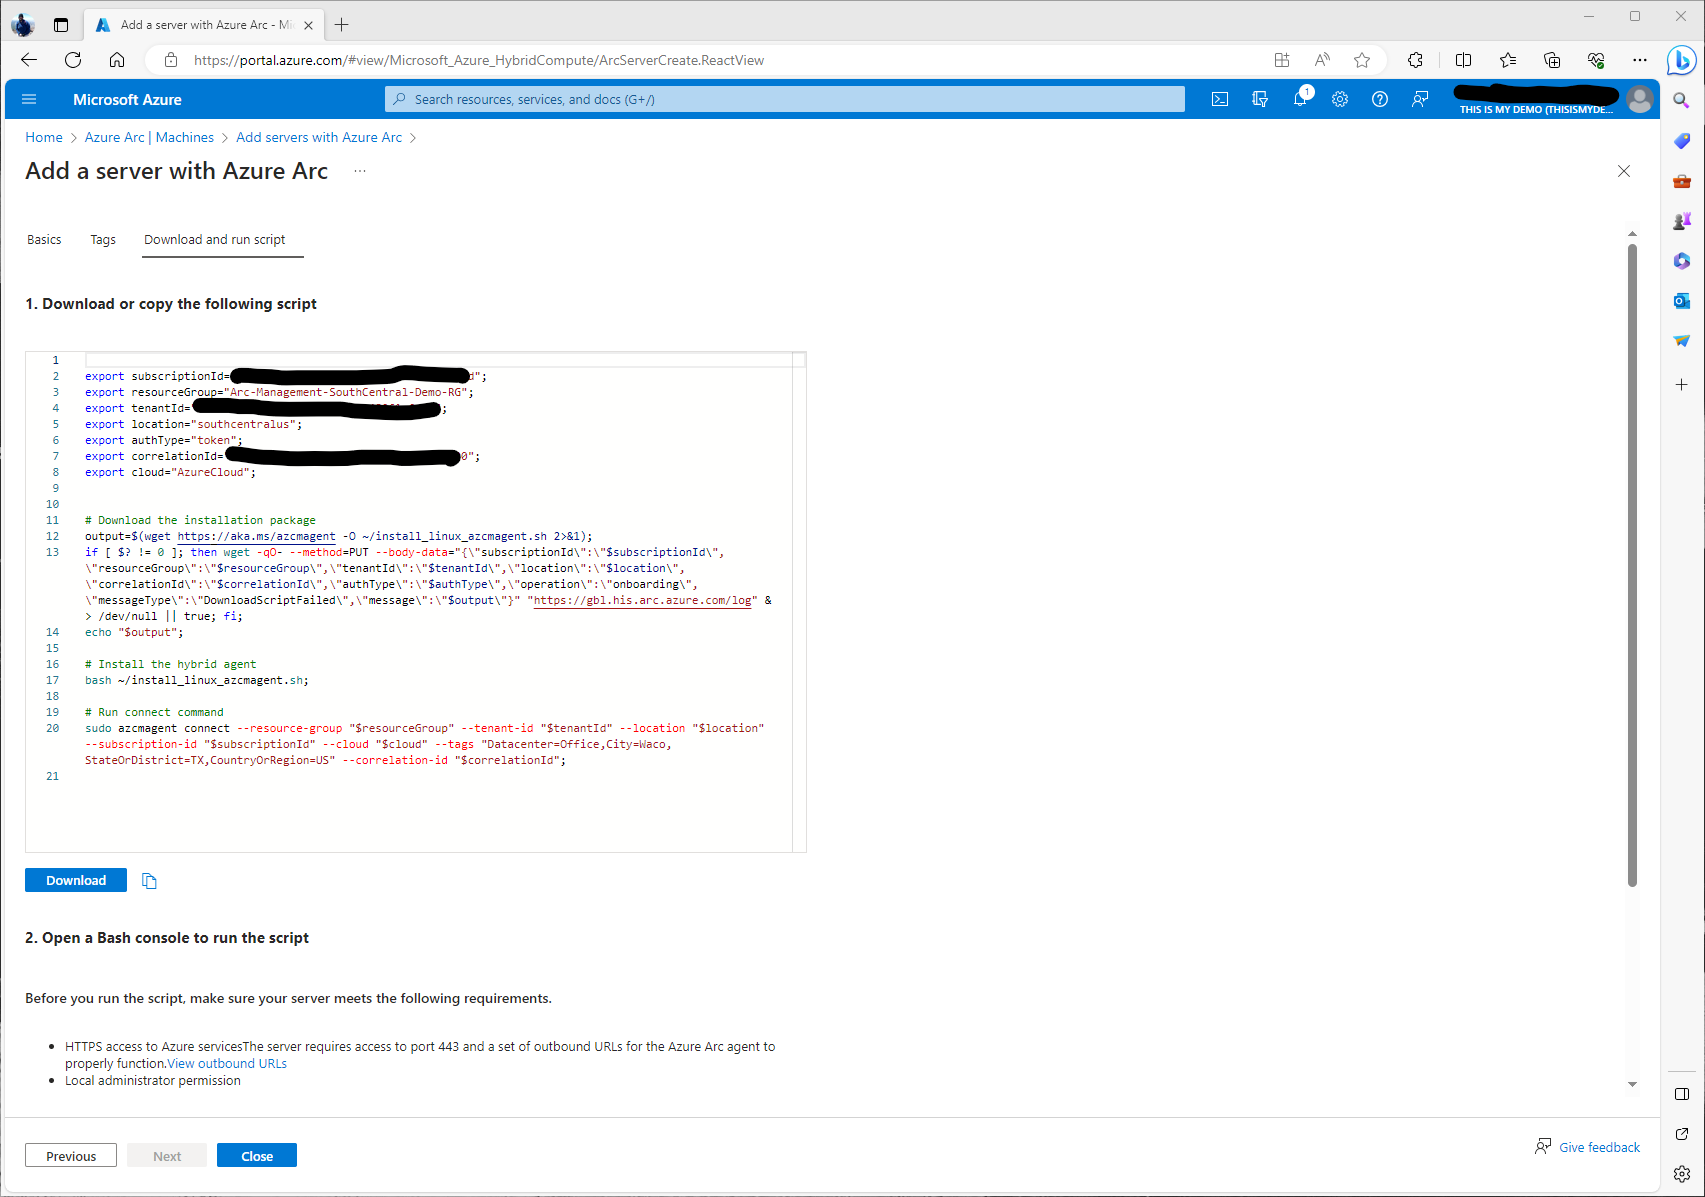 Add a server with Azure Arc - Mi
https://portal.azure.com/#view/Microsoft_Azure_HybridCompute/ArcServerCreate.ReactView
Microsoft Azure
Search resources, services, and docs (G+/)
1
THIS IS MY DEMO (THISISMYDE...
Home > Azure Arc | Machines > Add servers with Azure Arc >
Add a server with Azure Arc ...
Basics Tags Download and run script
1. Download or copy the following script
1
2 export subscriptionId= d";
3 export resourceGroup="Arc-Management-SouthCentral-Demo-RG";
4 export tenantId= ;
5 export location="southcentralus";
6 export authType="token";
7 export correlationId= 0";
8 export cloud="AzureCloud";
9
10
11 # Download the installation package
12 output=$(wget https://aka.ms/azcmagent -O ~/install_linux_azcmagent.sh 2>&1);
13 if [ $? != 0 ]; then wget -qO- --method=PUT --body-data="{\"subscriptionId\":\"$subscriptionId\",
\"resourceGroup\":\"$resourceGroup\",\"tenantId\":\"$tenantId\",\"location\":\"$location\",
\"correlationId\":\"$correlationId\",\"authType\":\"$authType\",\"operation\":\"onboarding\",
\"messageType\":\"DownloadScriptFailed\",\"message\":\"$output\"}" "https://gbl.his.arc.azure.com/log" &
> /dev/null || true; fi;
14 echo "$output";
15
16 # Install the hybrid agent
17 bash ~/install_linux_azcmagent.sh;
18
19 # Run connect command
20 sudo azcmagent connect --resource-group "$resourceGroup" --tenant-id "$tenantId" --location "$location"
--subscription-id "$subscriptionId" --cloud "$cloud" --tags "Datacenter=Office,City=Waco,
StateOrDistrict=TX,CountryOrRegion=US" --correlation-id "$correlationId";
21
Download
2. Open a Bash console to run the script
Before you run the script, make sure your server meets the following requirements.
• HTTPS access to Azure servicesThe server requires access to port 443 and a set of outbound URLs for the Azure Arc agent to
properly function.View outbound URLs
• Local administrator permission
Previous Next Close
Give feedback